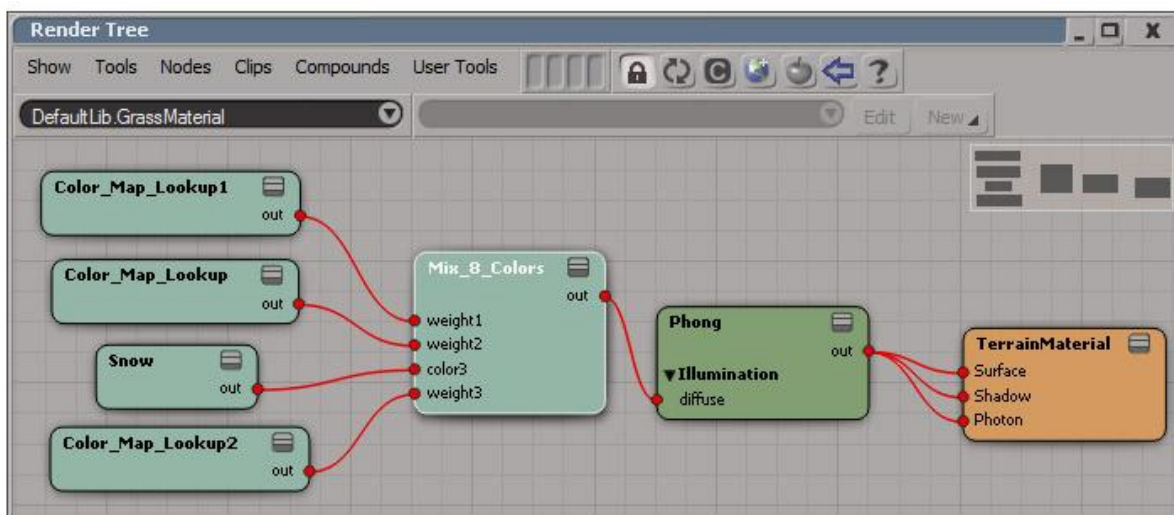 Render Tree
Show Tools Nodes Clips Compounds User Tools
DefaultLib.GrassMaterial
Edit New
Color_Map_Lookup1
out
Color_Map_Lookup
out
Snow
out
Color_Map_Lookup2
out
Mix_8_Colors
out
weight1
weight2
color3
weight3
Phong
out
Illumination
diffuse
TerrainMaterial
Surface
Shadow
Photon